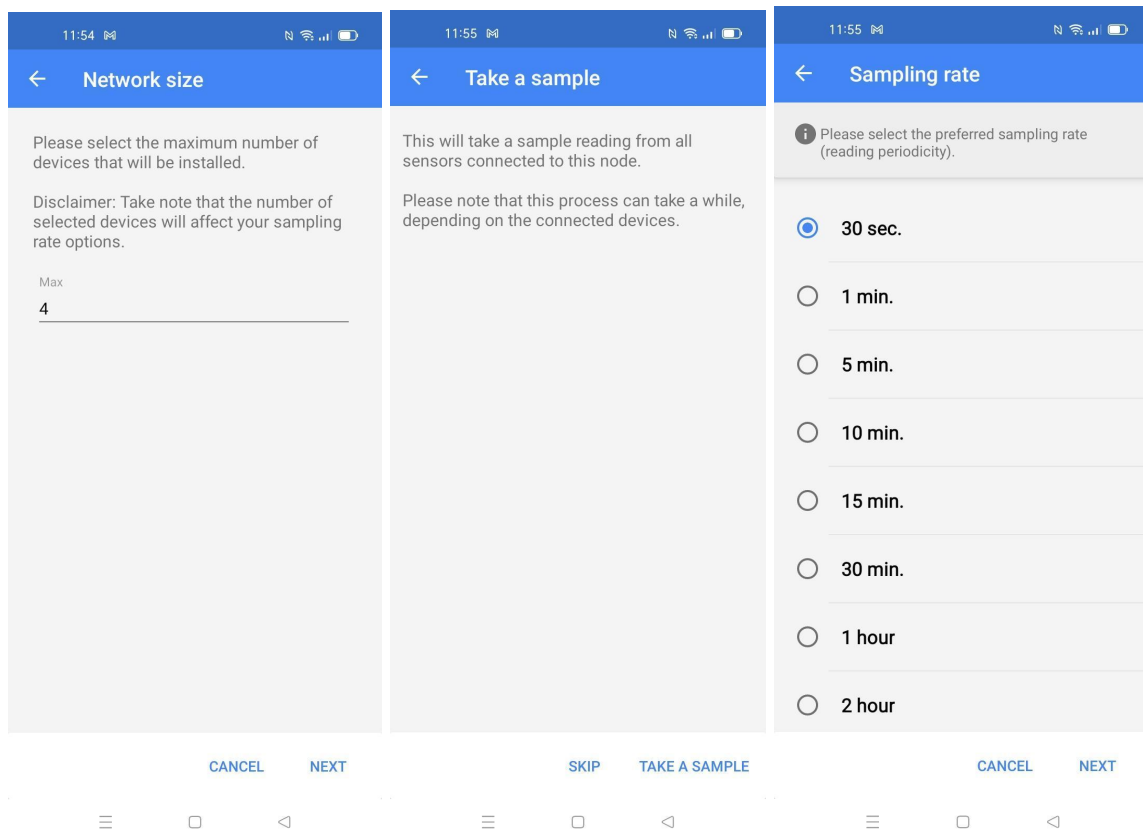 11:54
Network size
Please select the maximum number of
devices that will be installed.
Disclaimer: Take note that the number of
selected devices will affect your sampling
rate options.
Max
4
CANCEL NEXT
11:55
Take a sample
This will take a sample reading from all
sensors connected to this node.
Please note that this process can take a while,
depending on the connected devices.
SKIP TAKE A SAMPLE
11:55
Sampling rate
Please select the preferred sampling rate
(reading periodicity).
30 sec.
1 min.
5 min.
10 min.
15 min.
30 min.
1 hour
2 hour
CANCEL NEXT